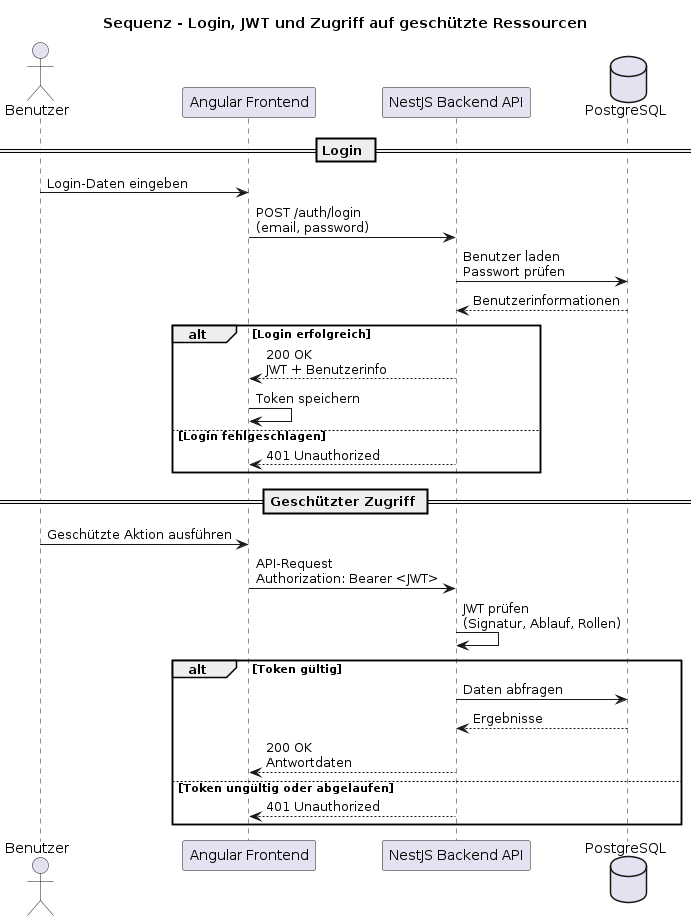 Sequenz - Login, JWT und Zugriff auf geschützte Ressourcen
Benutzer
Angular Frontend
NestJS Backend API
PostgreSQL
Login
Login-Daten eingeben
POST /auth/login
(email, password)
Benutzer laden
Passwort prüfen
Benutzerinformationen
alt
[Login erfolgreich]
200 OK
JWT + Benutzerinfo
Token speichern
[Login fehlgeschlagen]
401 Unauthorized
Geschützter Zugriff
Geschützte Aktion ausführen
API-Request
Authorization: Bearer <JWT>
JWT prüfen
(Signatur, Ablauf, Rollen)
alt
[Token gültig]
Daten abfragen
Ergebnisse
200 OK
Antwortdaten
[Token ungültig oder abgelaufen]
401 Unauthorized
Benutzer
Angular Frontend
NestJS Backend API
PostgreSQL